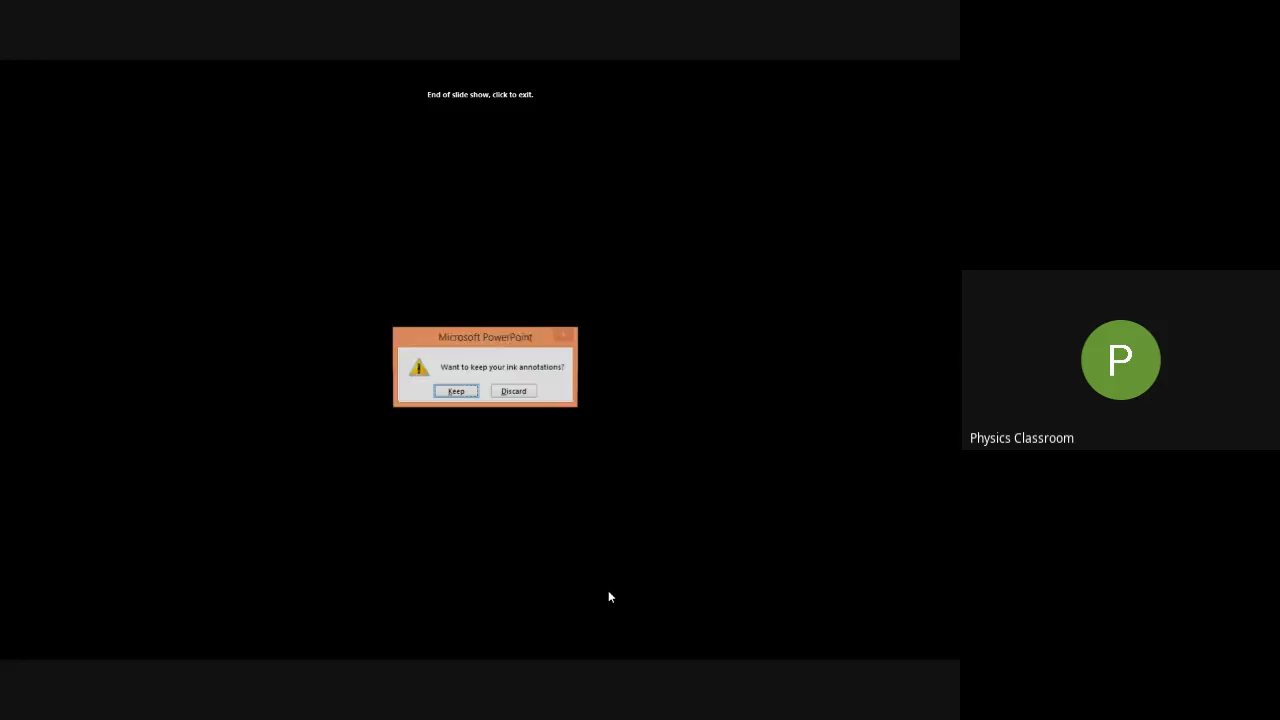 End of slide show, click to exit.
Microsoft PowerPoint
Want to keep your ink annotations?
Keep
Discard
P
Physics Classroom